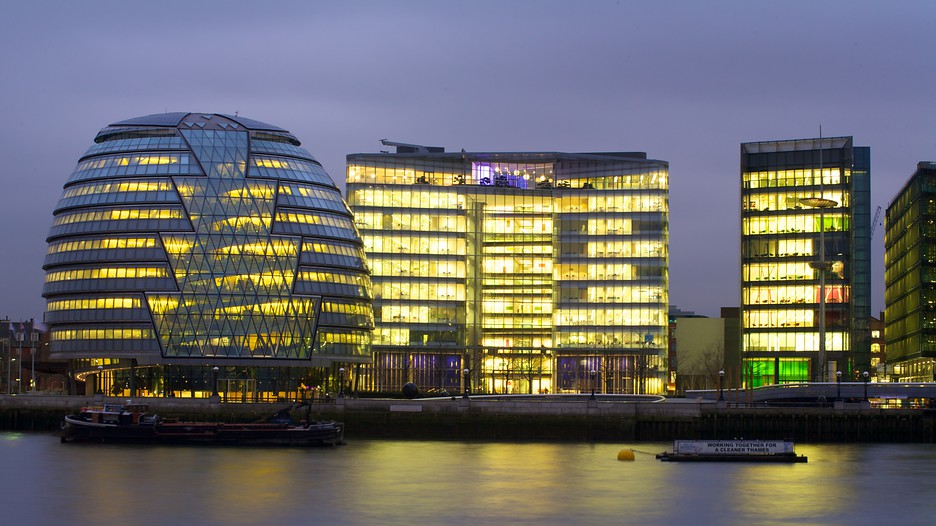 WORKING TOGETHER FOR
A CLEANER THAMES